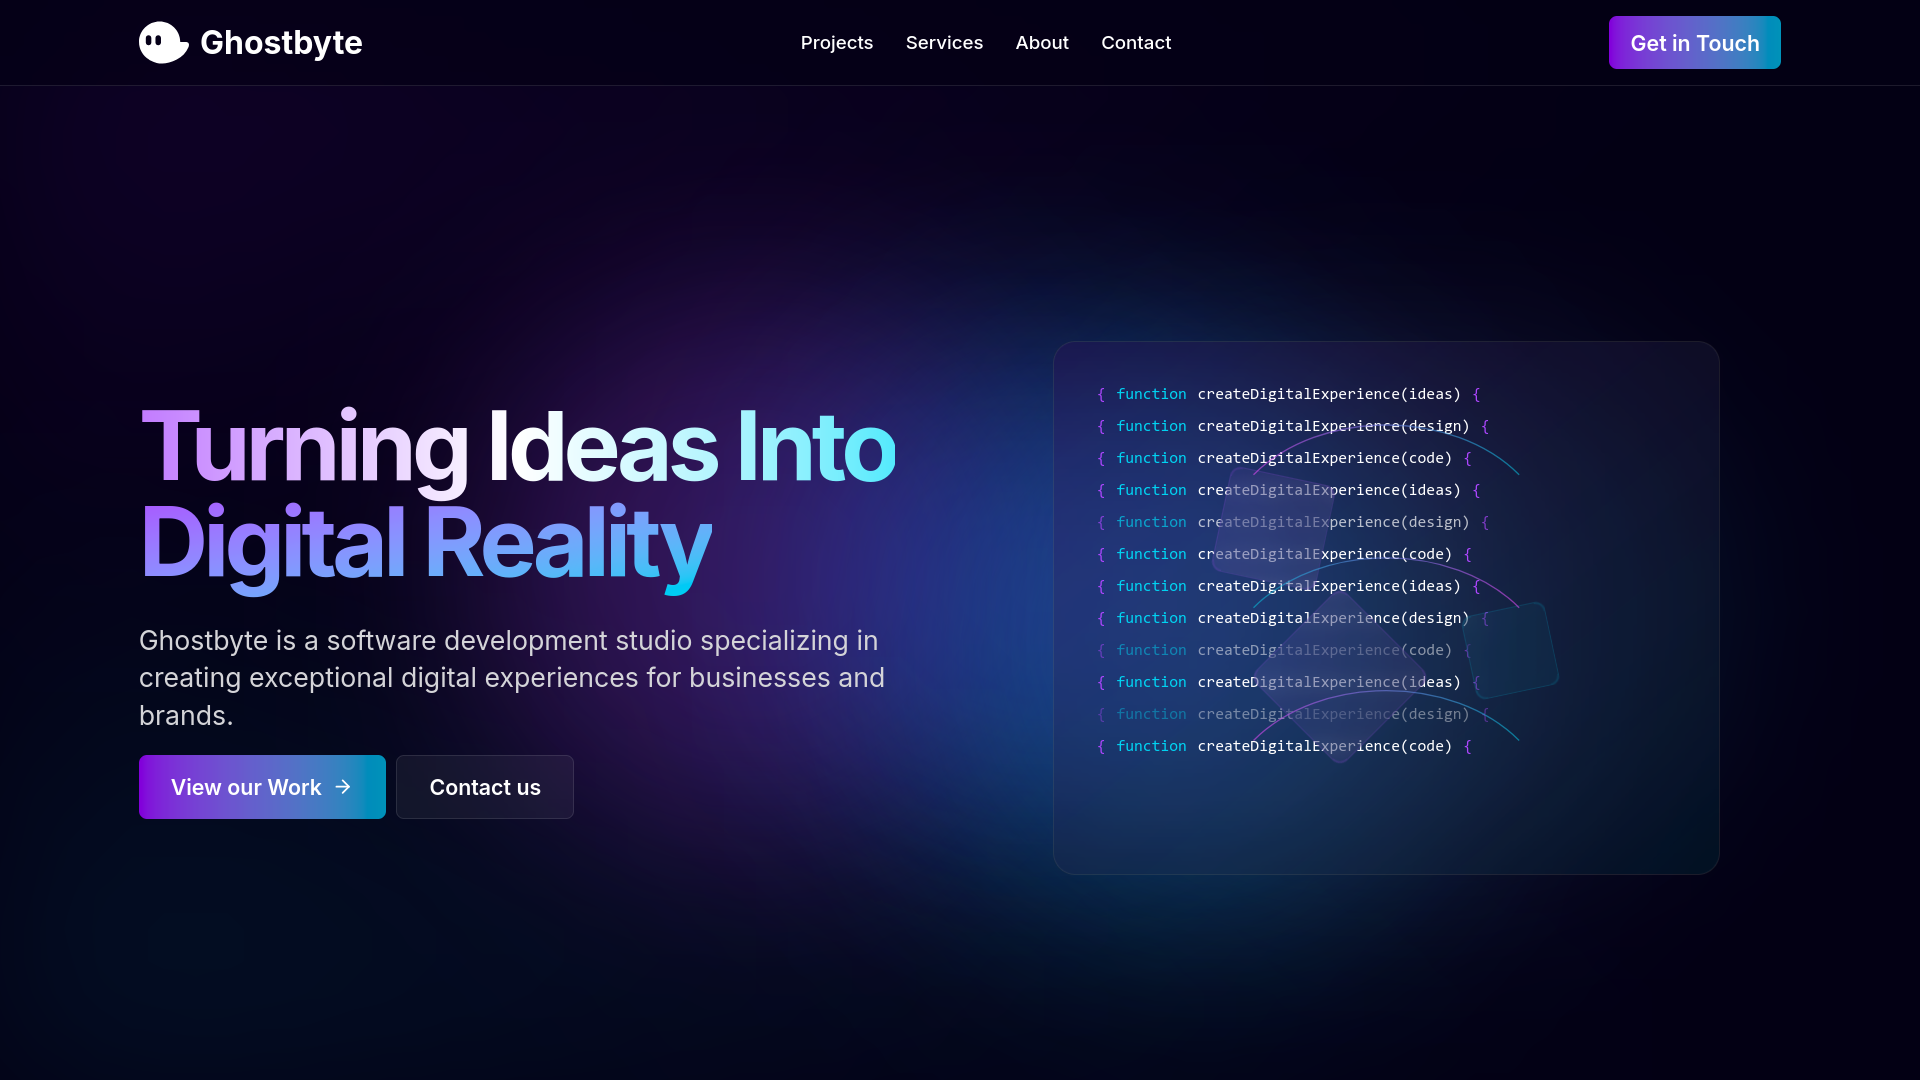 Ghostbyte
Projects
Services
About
Contact
Get in Touch
Turning Ideas Into
Digital Reality
Ghostbyte is a software development studio specializing in
creating exceptional digital experiences for businesses and
brands.
View our Work →
Contact us
{ function createDigitalExperience(ideas) {
{ function createDigitalExperience(design) {
{ function createDigitalExperience(code) {
{ function createDigitalExperience(ideas) {
{ function createDigitalExperience(design) {
{ function createDigitalExperience(code) {
{ function createDigitalExperience(ideas) {
{ function createDigitalExperience(design) {
{ function createDigitalExperience(code) {
{ function createDigitalExperience(ideas) {
{ function createDigitalExperience(design) {
{ function createDigitalExperience(code) {